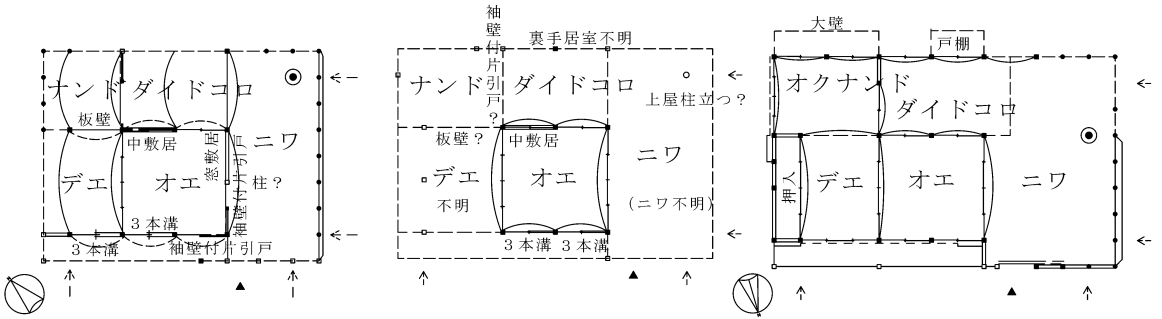 ナンド
ダイドコロ
板壁
中敷居
窓敷居
袖壁付片引戸
ニワ
デエ
オエ
柱？
３本溝
３本溝
袖壁付片引戸
袖壁付片引戸？
裏手居室不明
ナンド
ダイドコロ
上屋柱立つ？
板壁？
中敷居
ニワ
デエ
オエ
不明
（ニワ不明）
３本溝
３本溝
大壁
戸棚
オクナンド
ダイドコロ
押入
デエ
オエ
ニワ